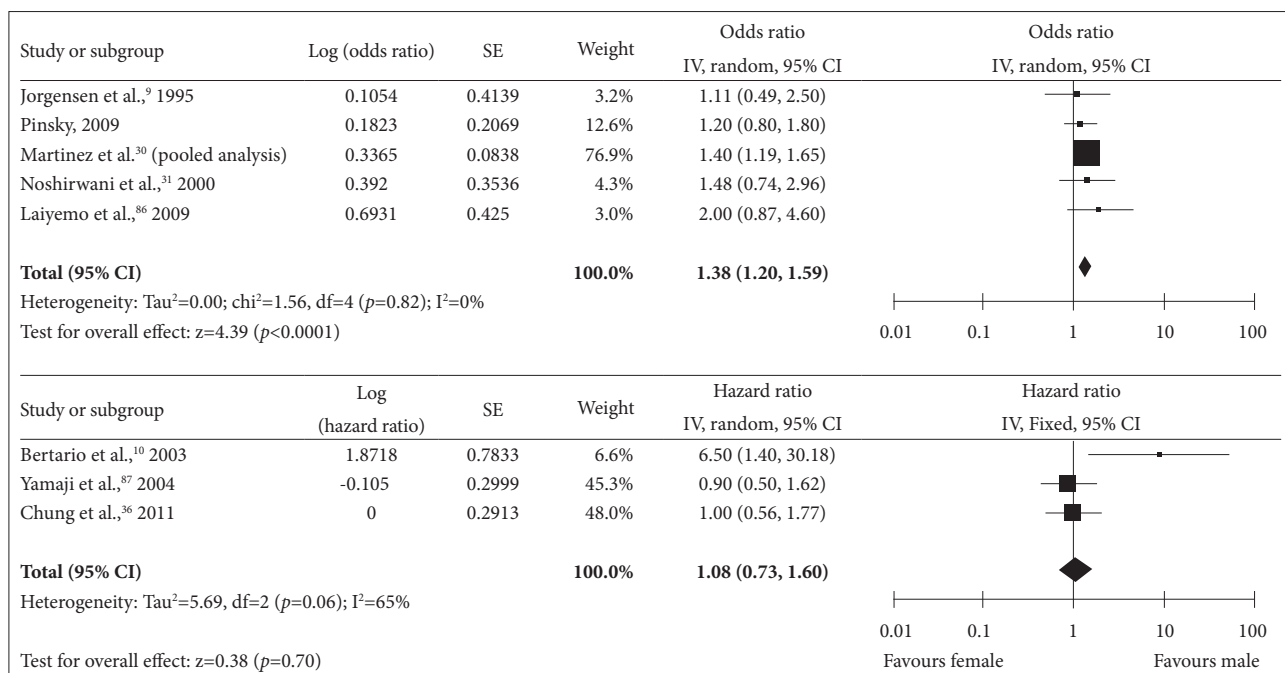 Study or subgroup Log (odds ratio) SE Weight Odds ratio Odds ratio
IV, random, 95% CI IV, random, 95% CI
Jorgensen et al.,⁹ 1995 0.1054 0.4139 3.2% 1.11 (0.49, 2.50)
Pinsky, 2009 0.1823 0.2069 12.6% 1.20 (0.80, 1.80)
Martinez et al.³⁰ (pooled analysis) 0.3365 0.0838 76.9% 1.40 (1.19, 1.65)
Noshirwani et al.,³¹ 2000 0.392 0.3536 4.3% 1.48 (0.74, 2.96)
Laiyemo et al.,⁸⁶ 2009 0.6931 0.425 3.0% 2.00 (0.87, 4.60)
Total (95% CI) 100.0% 1.38 (1.20, 1.59)
Heterogeneity: Tau²=0.00; chi²=1.56, df=4 (p=0.82); I²=0%
Test for overall effect: z=4.39 (p<0.0001)
0.01 0.1 1 10 100
Study or subgroup Log (hazard ratio) SE Weight Hazard ratio Hazard ratio
IV, random, 95% CI IV, Fixed, 95% CI
Bertario et al.,¹⁰ 2003 1.8718 0.7833 6.6% 6.50 (1.40, 30.18)
Yamaji et al.,⁸⁷ 2004 -0.105 0.2999 45.3% 0.90 (0.50, 1.62)
Chung et al.,³⁶ 2011 0 0.2913 48.0% 1.00 (0.56, 1.77)
Total (95% CI) 100.0% 1.08 (0.73, 1.60)
Heterogeneity: Tau²=5.69, df=2 (p=0.06); I²=65%
0.01 0.1 1 10 100
Test for overall effect: z=0.38 (p=0.70) Favours female Favours male